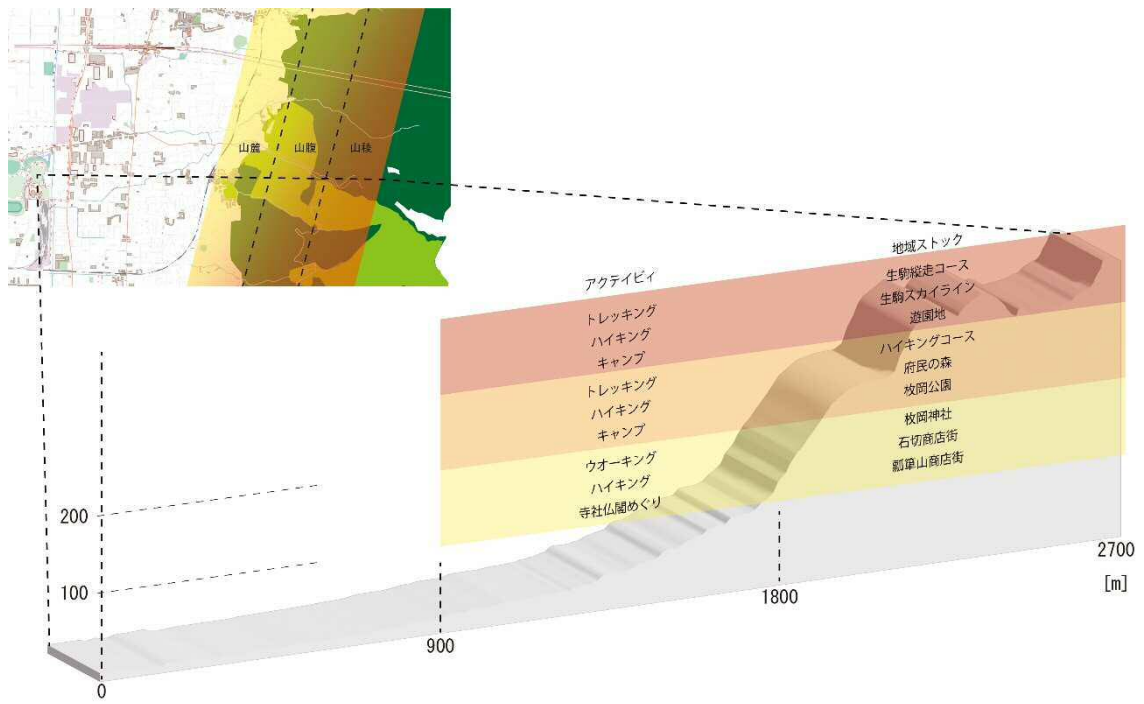 山麓
山腹
山稜
アクテイビィ
トレッキング
ハイキング
キャンプ
トレッキング
ハイキング
キャンプ
ウオーキング
ハイキング
寺社仏閣めぐり
地域ストック
生駒縦走コース
生駒スカイライン
遊園地
ハイキングコース
府民の森
枚岡公園
枚岡神社
石切商店街
瓢箪山商店街
200
100
0
900
1800
2700
[m]